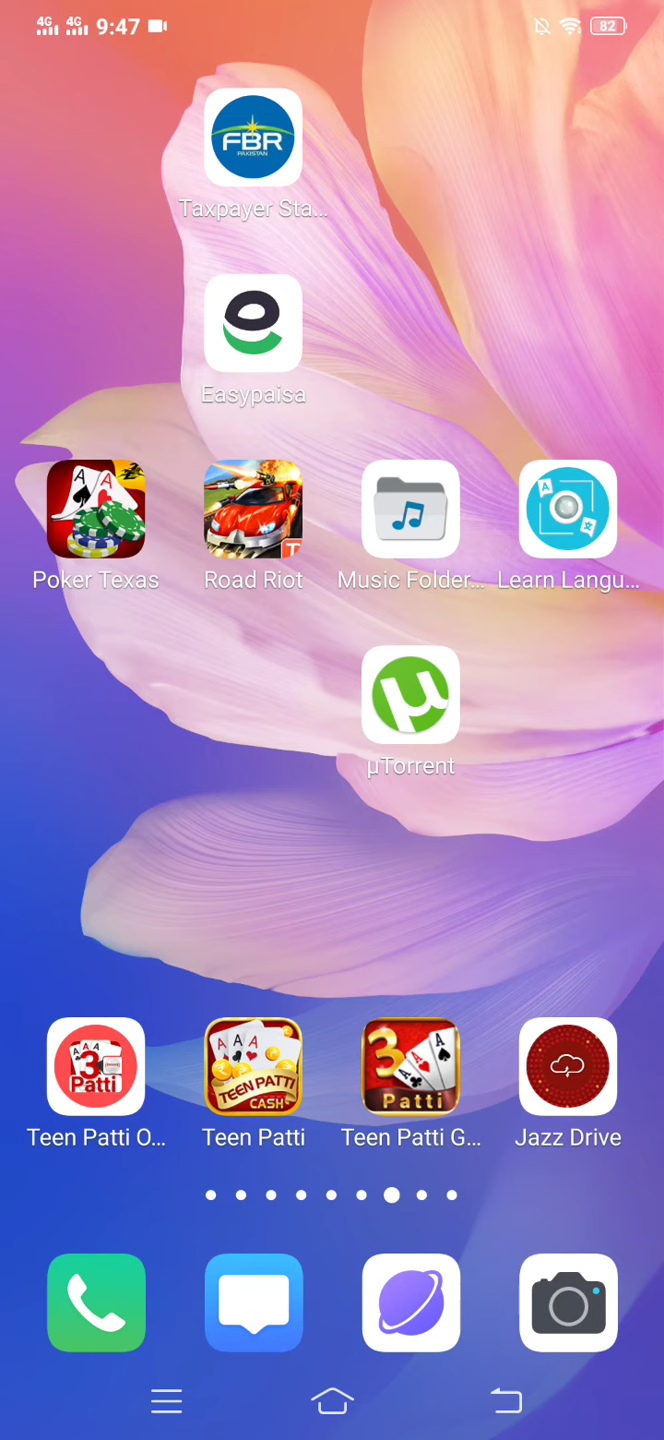 4G 4G 9:47 82
FBR
PAKISTAN
Taxpayer Sta...
Easypaisa
Poker Texas Road Riot Music Folder... Learn Langu...
µTorrent
3 Patti TEEN PATTI CASH 3 Patti
Teen Patti O... Teen Patti Teen Patti G... Jazz Drive